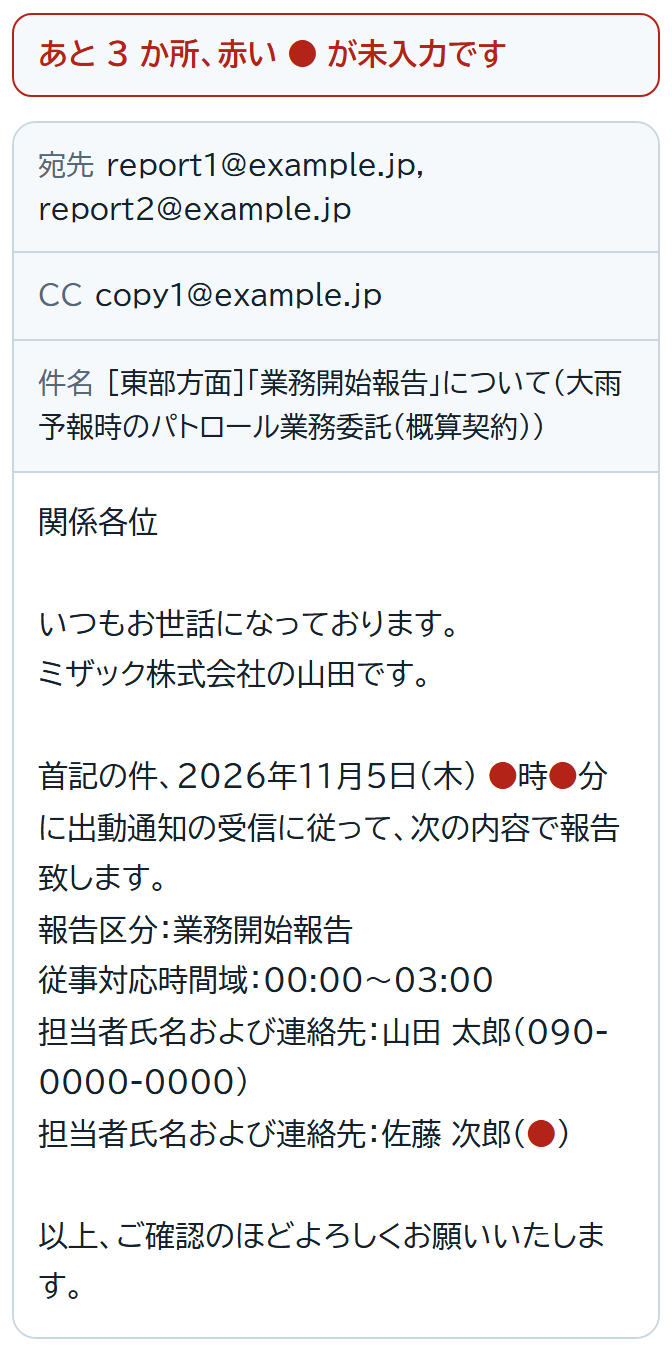 あと 3 か所、赤い ● が未入力です
宛先 report1@example.jp,
report2@example.jp
CC copy1@example.jp
件名 [東部方面]「業務開始報告」について(大雨
予報時のパトロール業務委託(概算契約))
関係各位
いつもお世話になっております。
ミザック株式会社の山田です。
首記の件、2026年11月5日(木) ●時●分
に出動通知の受信に従って、次の内容で報告
致します。
報告区分:業務開始報告
従事対応時間域:00:00～03:00
担当者氏名および連絡先:山田 太郎(090-
0000-0000)
担当者氏名および連絡先:佐藤 次郎(●)
以上、ご確認のほどよろしくお願いいたしま
す。